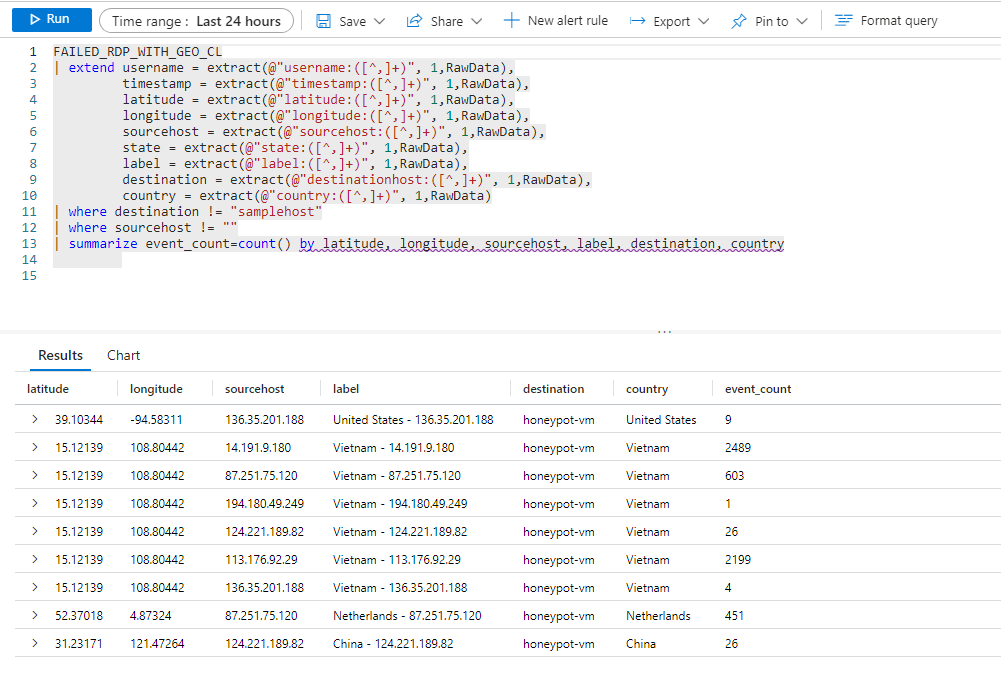 Run Time range : Last 24 hours Save Share New alert rule Export Pin to Format query
1 FAILED_RDP_WITH_GEO_CL
2 | extend username = extract(@"username:([^,]+)", 1,RawData),
3 timestamp = extract(@"timestamp:([^,]+)", 1,RawData),
4 latitude = extract(@"latitude:([^,]+)", 1,RawData),
5 longitude = extract(@"longitude:([^,]+)", 1,RawData),
6 sourcehost = extract(@"sourcehost:([^,]+)", 1,RawData),
7 state = extract(@"state:([^,]+)", 1,RawData),
8 label = extract(@"label:([^,]+)", 1,RawData),
9 destination = extract(@"destinationhost:([^,]+)", 1,RawData),
10 country = extract(@"country:([^,]+)", 1,RawData)
11 | where destination != "samplehost"
12 | where sourcehost != ""
13 | summarize event_count=count() by latitude, longitude, sourcehost, label, destination, country
14
15
Results Chart
latitude longitude sourcehost label destination country event_count
39.10344 -94.58311 136.35.201.188 United States - 136.35.201.188 honeypot-vm United States 9
15.12139 108.80442 14.191.9.180 Vietnam - 14.191.9.180 honeypot-vm Vietnam 2489
15.12139 108.80442 87.251.75.120 Vietnam - 87.251.75.120 honeypot-vm Vietnam 603
15.12139 108.80442 194.180.49.249 Vietnam - 194.180.49.249 honeypot-vm Vietnam 1
15.12139 108.80442 124.221.189.82 Vietnam - 124.221.189.82 honeypot-vm Vietnam 26
15.12139 108.80442 113.176.92.29 Vietnam - 113.176.92.29 honeypot-vm Vietnam 2199
15.12139 108.80442 136.35.201.188 Vietnam - 136.35.201.188 honeypot-vm Vietnam 4
52.37018 4.87324 87.251.75.120 Netherlands - 87.251.75.120 honeypot-vm Netherlands 451
31.23171 121.47264 124.221.189.82 China - 124.221.189.82 honeypot-vm China 26